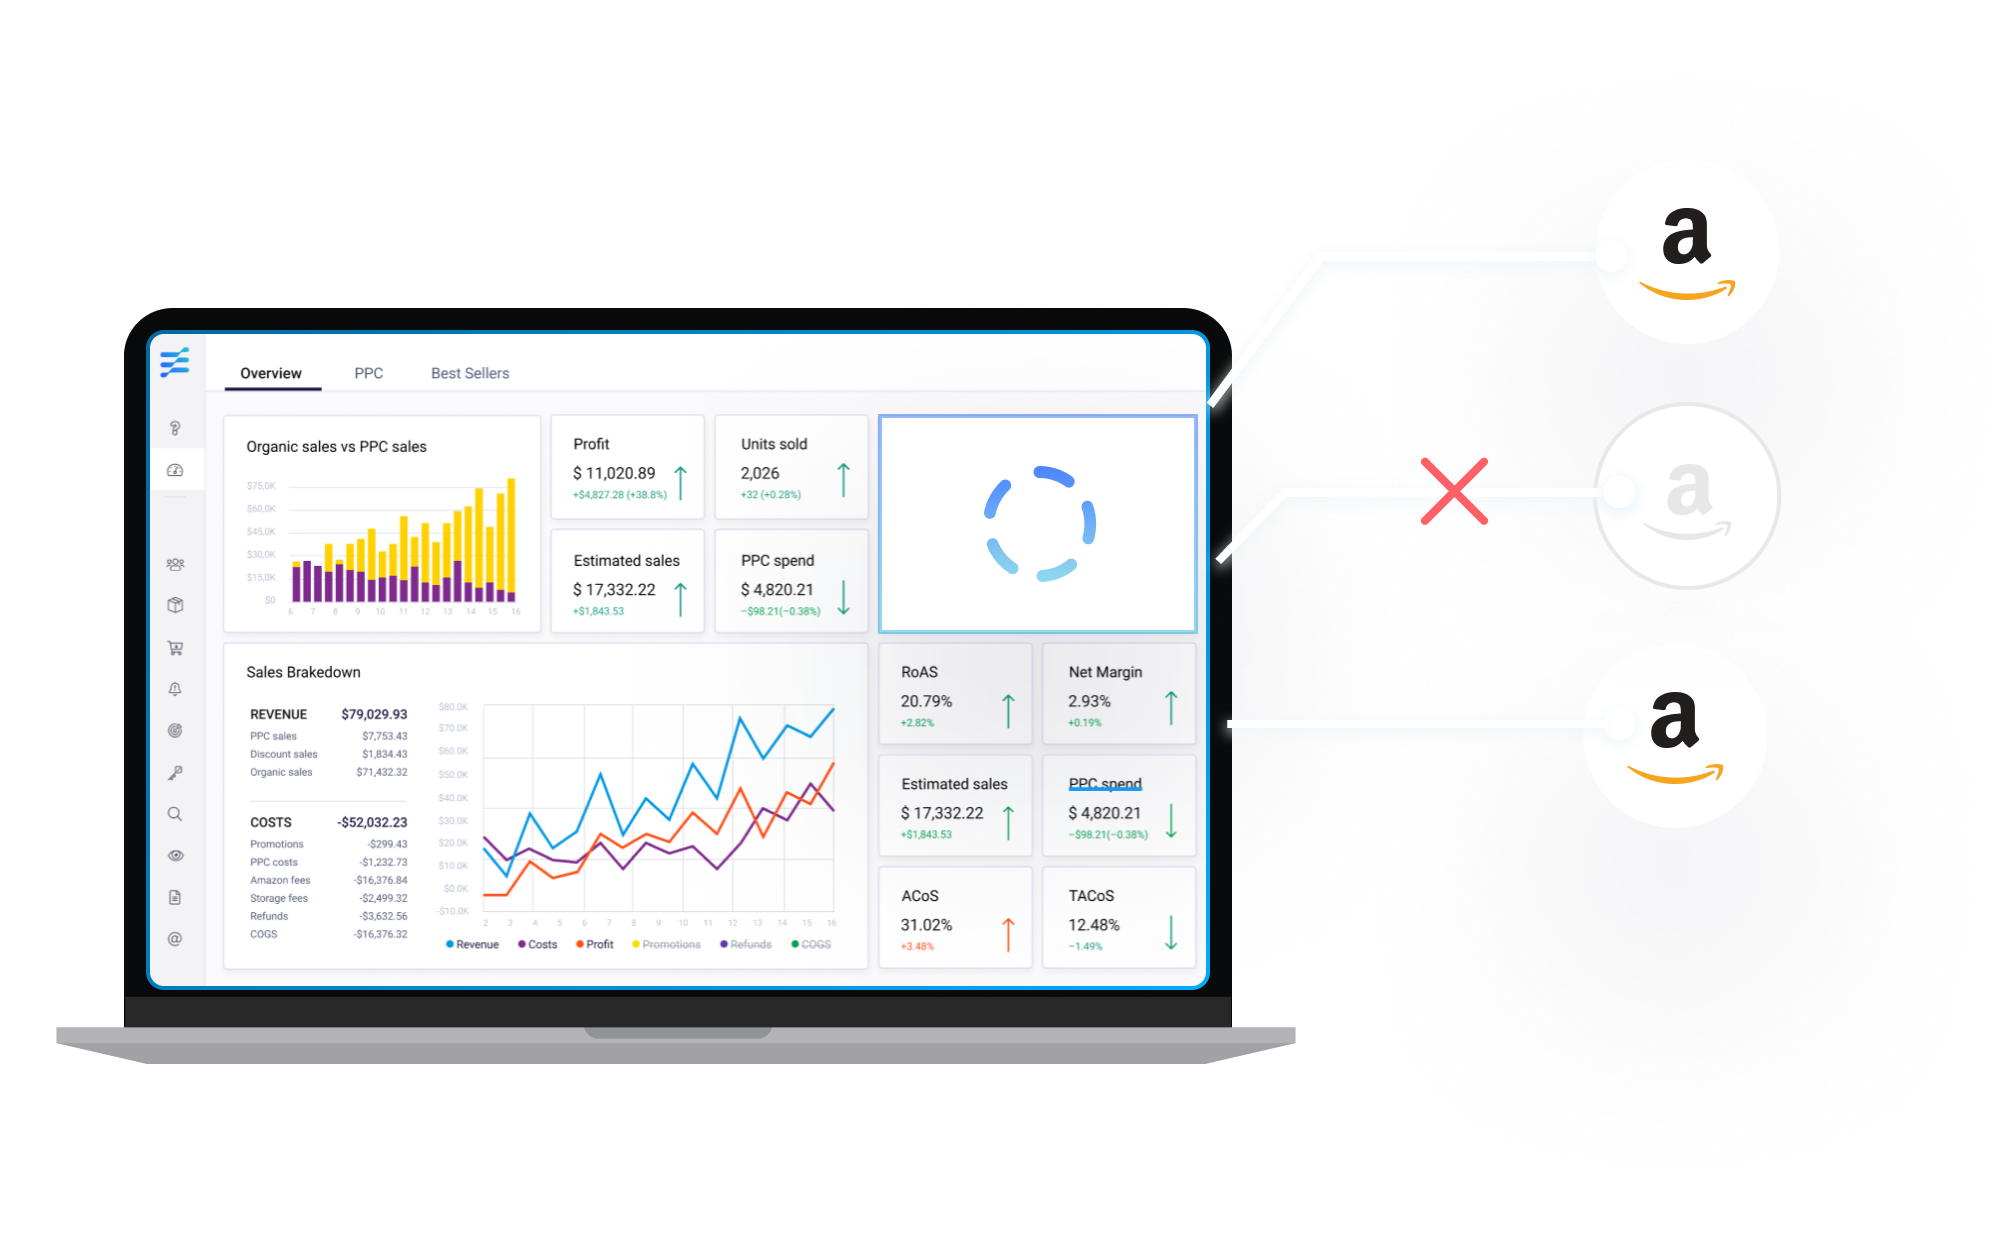 Overview PPC Best Sellers
Organic sales vs PPC sales
$75,0K
$60,0K
$45,0K
$30,0K
$15,0K
$0
6 7 8 9 10 11 12 13 14 15 16
Profit
$ 11,020.89
+$4,827.28 (+38.8%)
Units sold
2,026
+32 (+0.28%)
Estimated sales
$ 17,332.22
+$1,843.53
PPC spend
$ 4,820.21
−$98.21(−0.38%)
Sales Brakedown
REVENUE $79,029.93
PPC sales $7,753.43
Discount sales $1,834.43
Organic sales $71,432.32
COSTS -$52,032.23
Promotions -$299.43
PPC costs -$1,232.73
Amazon fees -$16,376.84
Storage fees -$2,499.32
Refunds -$3,632.56
COGS -$16,376.32
$80.0K
$70.0K
$60.0K
$50.0K
$40.0K
$30.0K
$20.0K
$10.0K
$0.0K
-$10.0K
2 3 4 5 6 7 8 9 10 11 12 13 14 15 16
Revenue Costs Profit Promotions Refunds COGS
RoAS
20.79%
+2.82%
Net Margin
2.93%
+0.19%
Estimated sales
$ 17,332.22
+$1,843.53
PPC spend
$ 4,820.21
−$98.21(−0.38%)
ACoS
31.02%
+3.48%
TACoS
12.48%
−1.49%
a
a
a